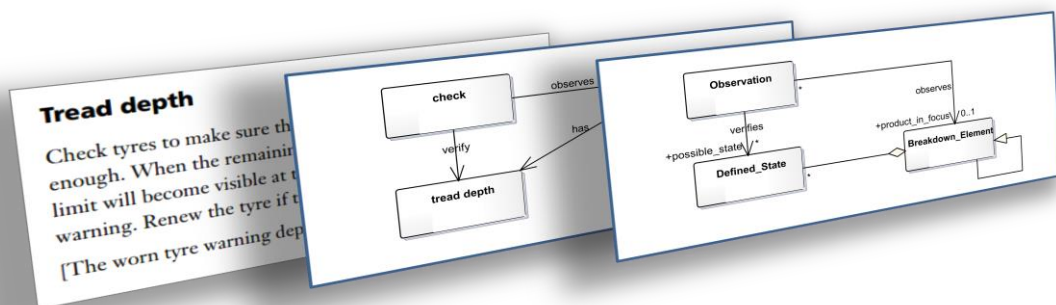 Tread depth
Check tyres to make sure th
enough. When the remainin
limit will become visible at t
warning. Renew the tyre if t
[The worn tyre warning dep
check
observes
has
verify
tread depth
Observation
*
observes
verifies
+product_in_focus
0..1
+possible_state
*
Breakdown_Element
Defined_State
*